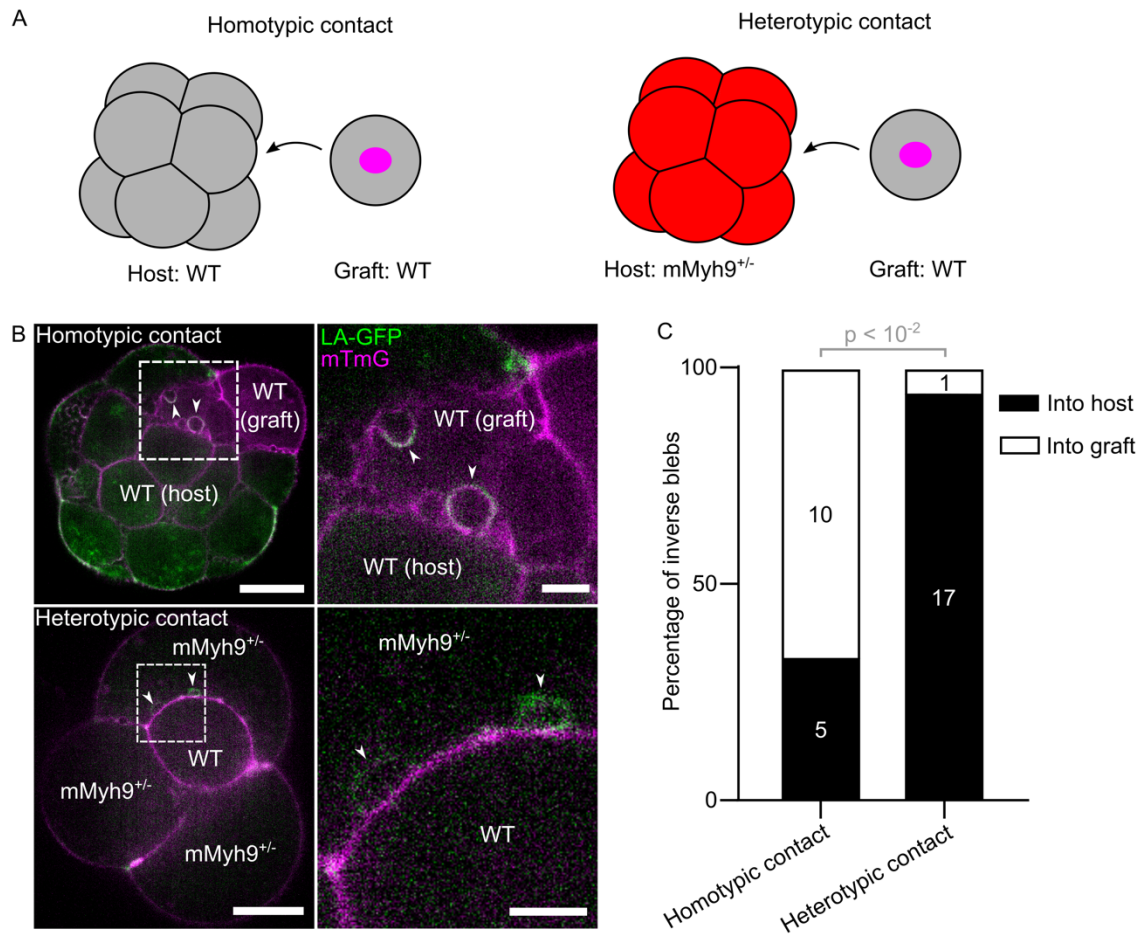 A
Homotypic contact
Heterotypic contact
Host: WT
Graft: WT
Host: mMyh9+/-
Graft: WT
B
Homotypic contact
WT
(graft)
WT (host)
LA-GFP
mTmG
WT (graft)
WT (host)
Heterotypic contact
mMyh9+/-
WT
mMyh9+/-
mMyh9+/-
mMyh9+/-
WT
C
p < 10-2
100
50
0
Percentage of inverse blebs
10
5
1
17
Into host
Into graft
Homotypic contact
Heterotypic contact